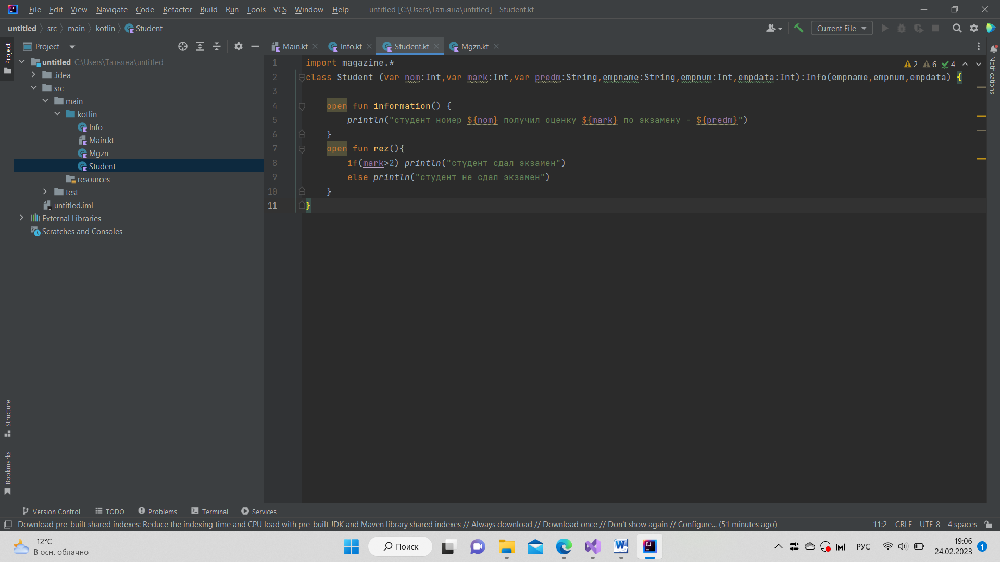 File Edit View Navigate Code Refactor Build Run Tools VCS Window Help untitled [C:\Users\Татьяна\untitled] - Student.kt
untitled src main kotlin Student Current File
Project Main.kt Info.kt Student.kt Mgzn.kt
untitled C:\Users\Татьяна\untitled
.idea
src
main
kotlin
Info
Main.kt
Mgzn
Student
resources
test
untitled.iml
External Libraries
Scratches and Consoles
Project
Structure
Bookmarks
2 6 4
1 import magazine.*
2 class Student (var nom:Int,var mark:Int,var predm:String,empname:String,empnum:Int,empdata:Int):Info(empname,empnum,empdata) {
3
4 open fun information() {
5 println("студент номер ${nom} получил оценку ${mark} по экзамену - ${predm}")
6 }
7 open fun rez(){
8 if(mark>2) println("студент сдал экзамен")
9 else println("студент не сдал экзамен")
10 }
11 }
Notifications
Version Control TODO Problems Terminal Services
Download pre-built shared indexes: Reduce the indexing time and CPU load with pre-built JDK and Maven library shared indexes // Always download // Download once // Don't show again // Configure... (51 minutes ago) 11:2 CRLF UTF-8 4 spaces
-12°C
В осн. облачно
Поиск
РУС
19:06
24.02.2023
1